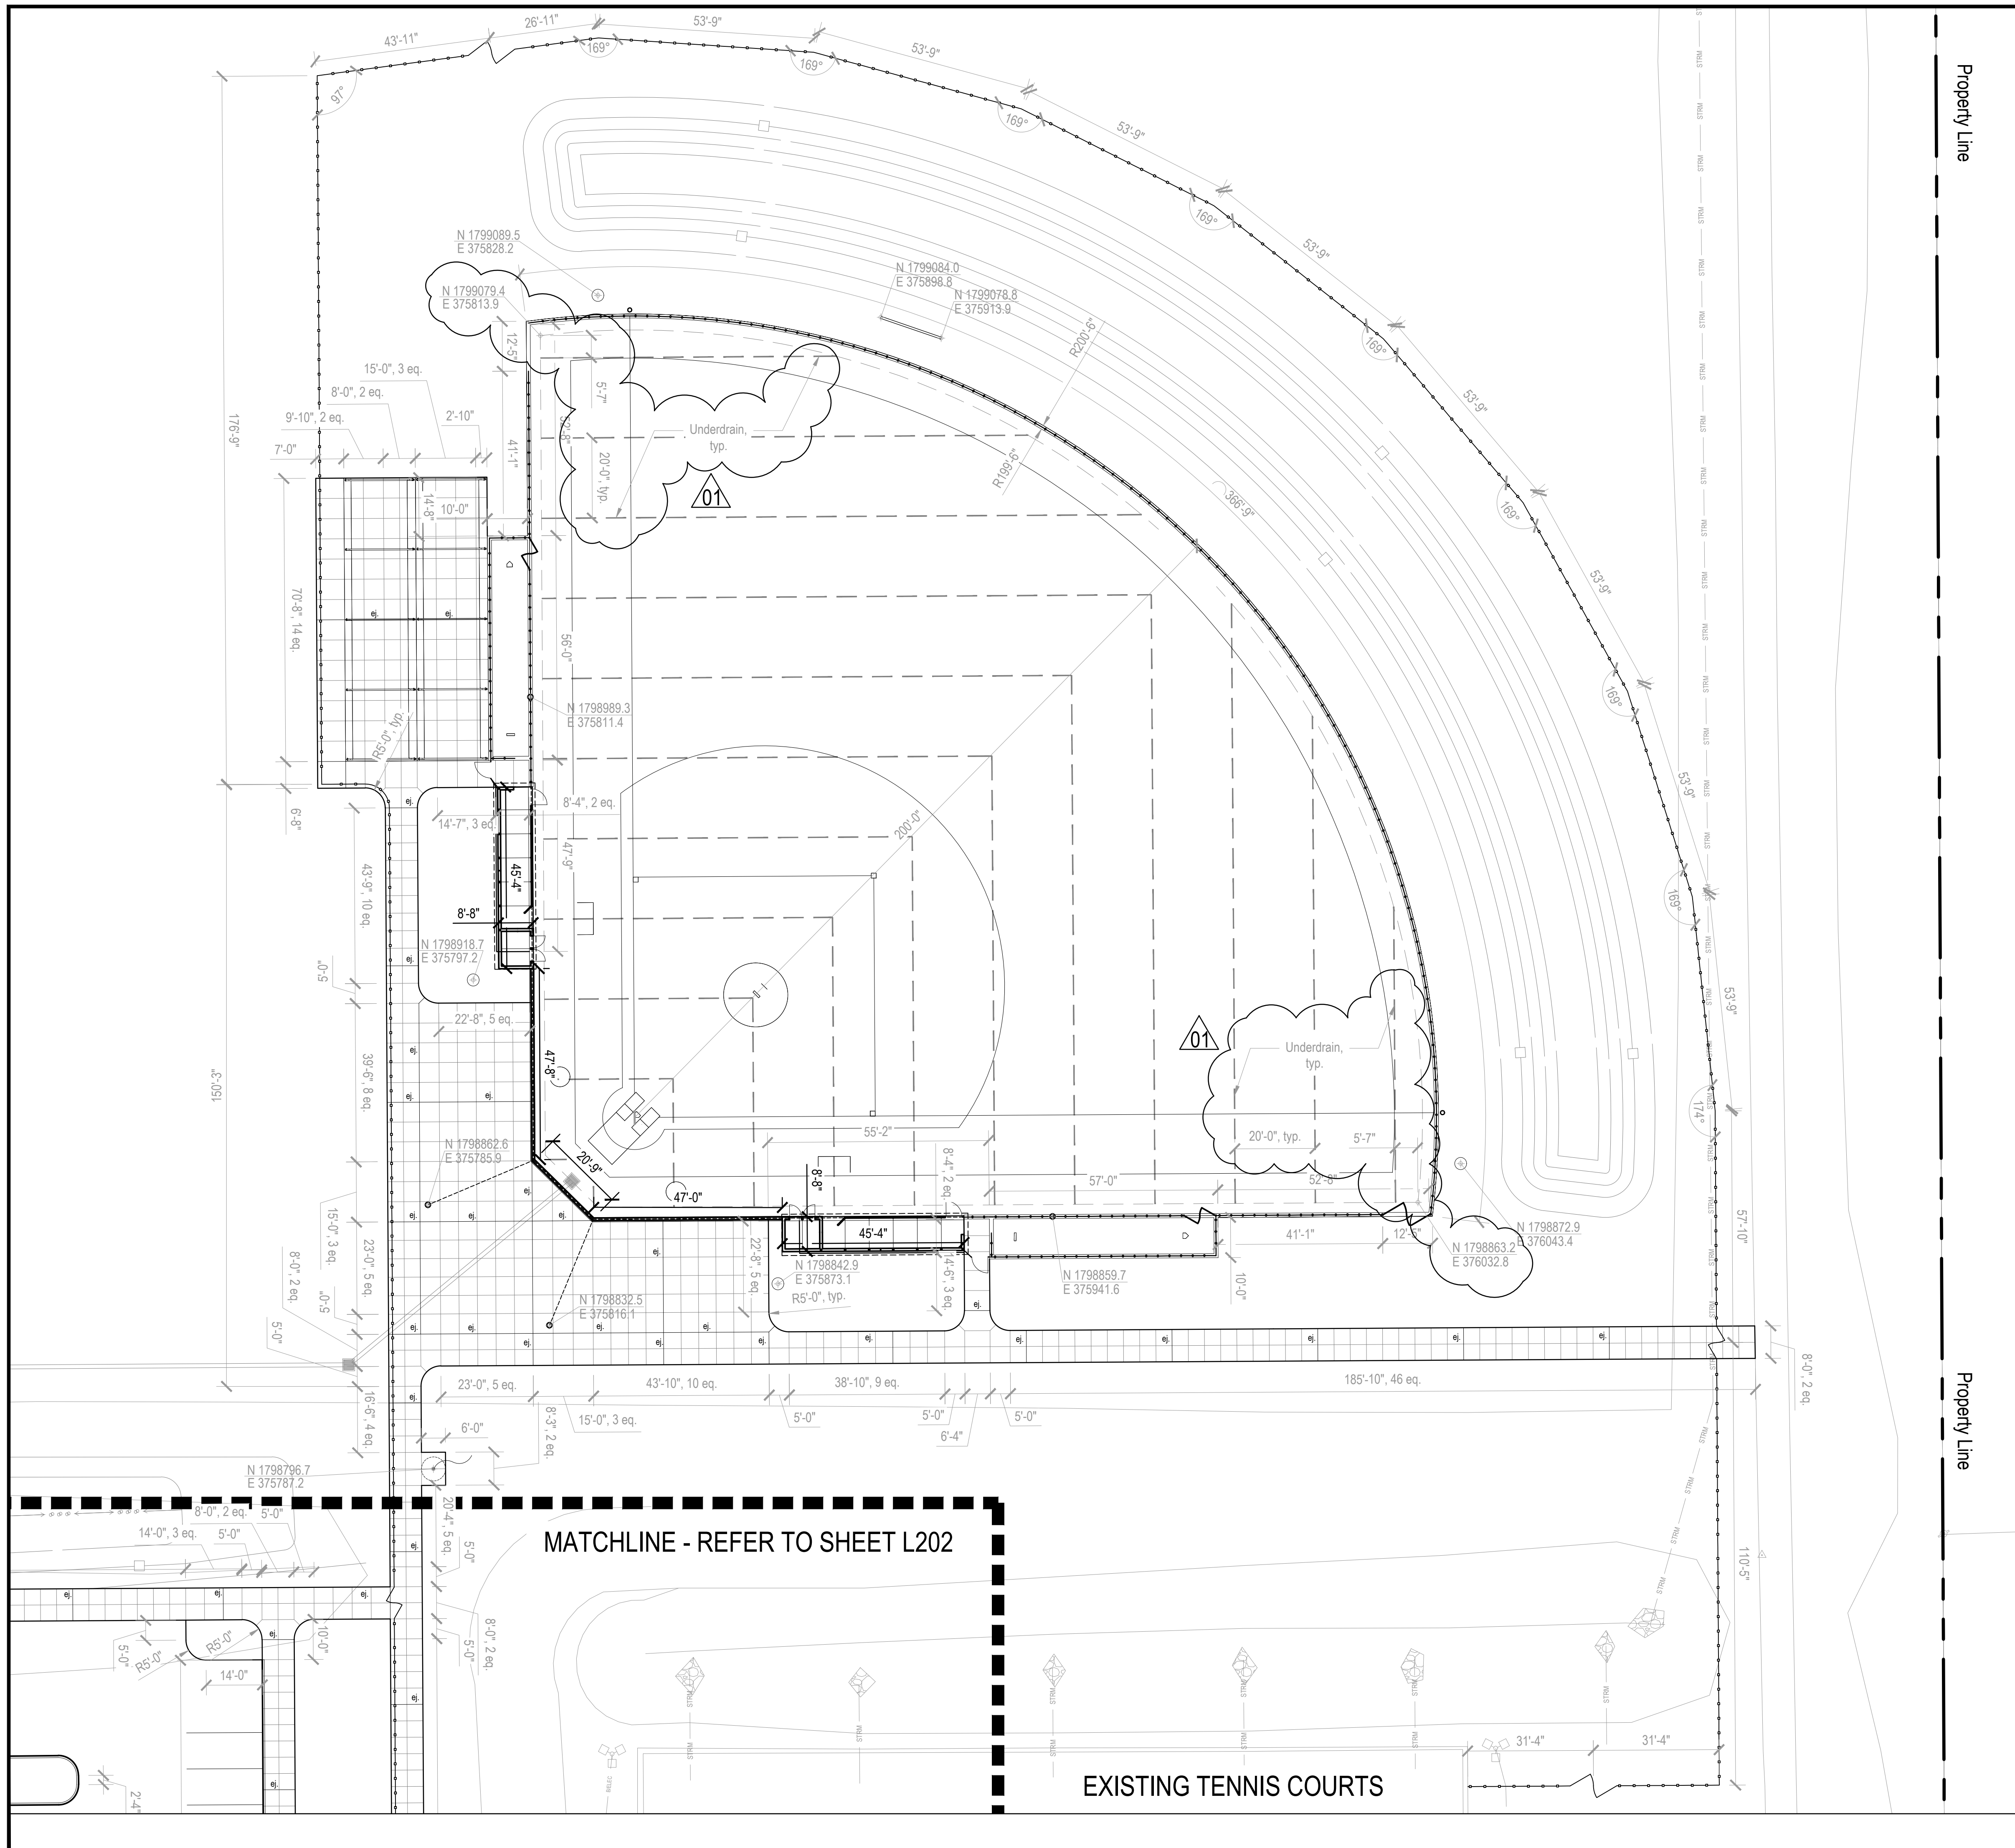 43'-11"
26'-11"
53'-9"
53'-9"
53'-9"
53'-9"
53'-9"
53'-9"
53'-9"
53'-9"
53'-9"
97°
169°
169°
169°
169°
169°
169°
169°
169°
174°
Property Line
N 1799089.5
E 375828.2
N 1799079.4
E 375813.9
N 1799084.0
E 375898.8
N 1799078.8
E 375913.9
R200'-6"
R199'-6"
366'-9"
12'-5"
5'-7"
41'-1"
20'-0", typ.
Underdrain,
typ.
01
15'-0", 3 eq.
8'-0", 2 eq.
9'-10", 2 eq.
2'-10"
7'-0"
176'-9"
14'-8"
10'-0"
70'-8", 14 eq.
ej.
ej.
56'-0"
N 1798989.3
E 375811.4
R5'-0", typ.
6'-8"
8'-4", 2 eq.
14'-7", 3 eq.
47'-9"
200'-0"
45'-4"
8'-8"
43'-9", 10 eq.
N 1798918.7
E 375797.2
5'-0"
22'-8", 5 eq.
39'-6", 8 eq.
150'-3"
47'-8"
20'-9"
47'-0"
N 1798862.6
E 375785.9
01
Underdrain,
typ.
20'-0", typ.
5'-7"
55'-2"
8'-4", 2 eq.
8'-8"
57'-0"
52'-8"
45'-4"
41'-1"
N 1798872.9
E 376043.4
N 1798863.2
E 376032.8
57'-10"
22'-8", 5 eq.
14'-6", 3 eq.
N 1798842.9
E 375873.1
R5'-0", typ.
N 1798859.7
E 375941.6
10'-0"
N 1798832.5
E 375816.1
15'-0", 3 eq.
23'-0", 5 eq.
8'-0", 2 eq.
5'-0"
5'-0"
16'-6", 4 eq.
23'-0", 5 eq.
43'-10", 10 eq.
38'-10", 9 eq.
185'-10", 46 eq.
15'-0", 3 eq.
5'-0"
5'-0"
5'-0"
6'-4"
8'-0", 2 eq.
6'-0"
8'-3", 2 eq.
Property Line
N 1798796.7
E 375787.2
20'-4", 5 eq.
MATCHLINE - REFER TO SHEET L202
8'-0", 2 eq.
5'-0"
14'-0", 3 eq.
5'-0"
5'-0"
8'-0", 2 eq.
5'-0"
110'-5"
10'-0"
5'-0"
R5'-0"
R5'-0"
14'-0"
2'-4"
STRM
31'-4"
31'-4"
EXISTING TENNIS COURTS